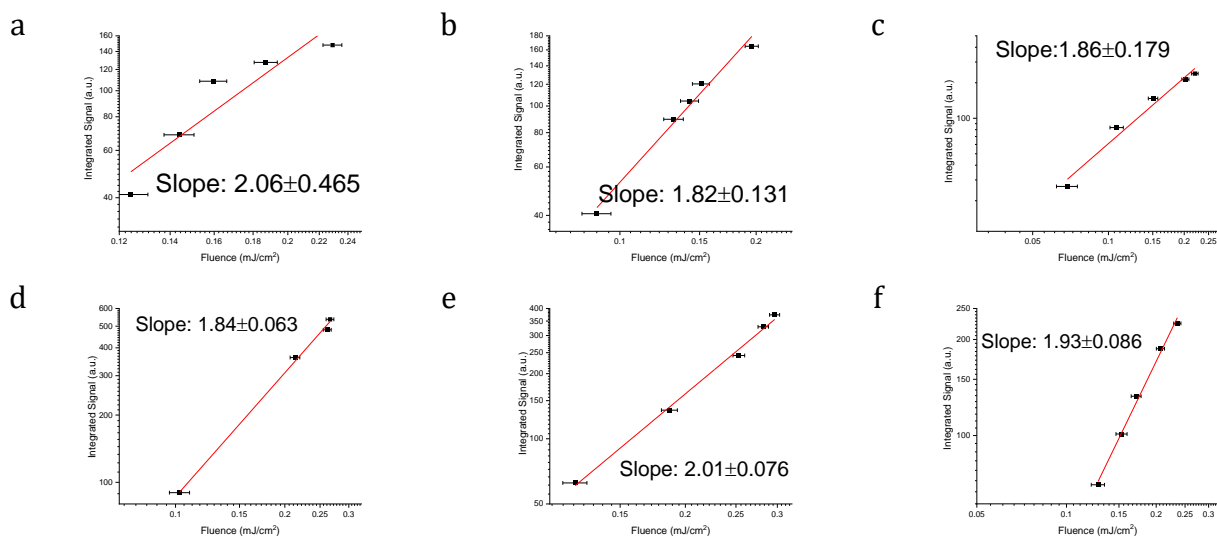 a
160
140
120
100
80
60
40
Integrated Signal (a.u.)
Slope: 2.06±0.465
0.12
0.14
0.16
0.18
0.2
0.22
0.24
Fluence (mJ/cm²)
b
180
160
140
120
100
80
60
40
Integrated Signal (a.u.)
Slope: 1.82±0.131
0.1
0.15
0.2
Fluence (mJ/cm²)
c
Slope:1.86±0.179
100
Integrated Signal (a.u.)
0.05
0.1
0.15
0.2
0.25
Fluence (mJ/cm²)
d
600
500
400
300
200
100
Integrated Signal (a.u.)
Slope: 1.84±0.063
0.1
0.2
0.25
0.3
Fluence (mJ/cm²)
e
400
350
300
250
200
150
100
50
Integrated Signal (a.u.)
Slope: 2.01±0.076
0.15
0.2
0.25
0.3
Fluence (mJ/cm²)
f
250
200
150
100
Integrated Signal (a.u.)
Slope: 1.93±0.086
0.05
0.1
0.15
0.2
0.25
0.3
Fluence (mJ/cm²)